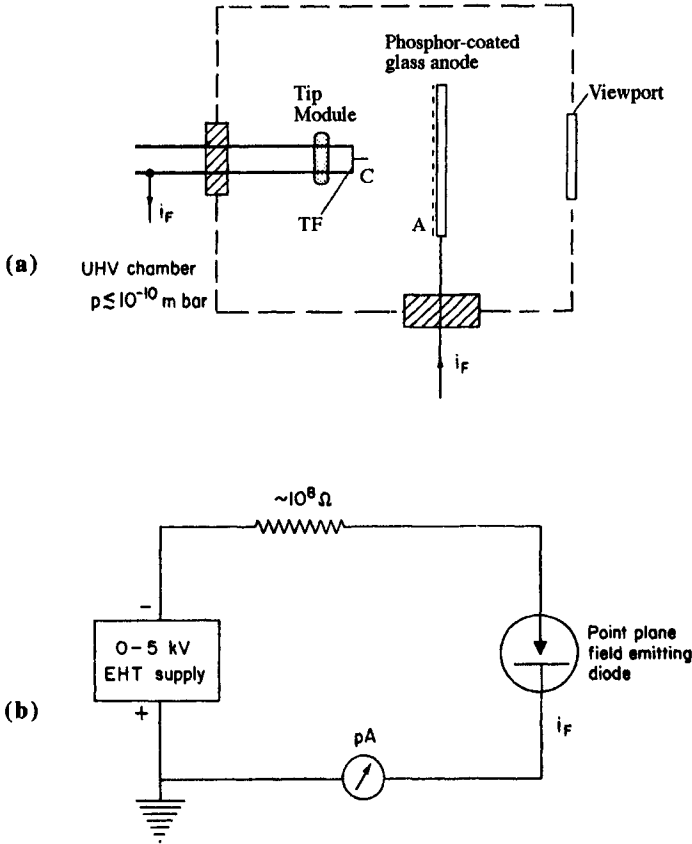 Phosphor-coated
glass anode
Tip
Module
Viewport
C
i_F
TF
A
(a)
UHV chamber
p ≲ 10⁻¹⁰ m bar
i_F
~10⁸ Ω
−
0–5 kV
EHT supply
+
Point plane
field emitting
diode
(b)
i_F
pA